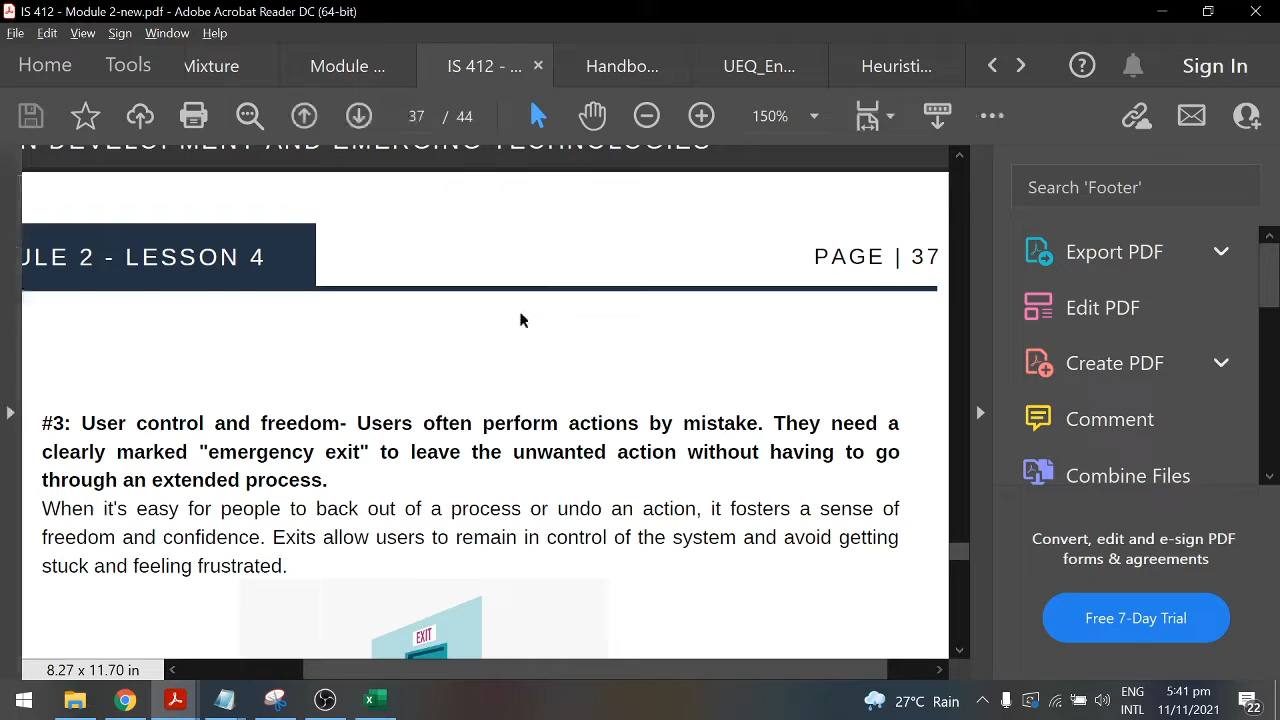 IS 412 - Module 2-new.pdf - Adobe Acrobat Reader DC (64-bit)
File Edit View Sign Window Help
Home Tools Mixture Module ... IS 412 - ... Handbo... UEQ_En... Heuristi... Sign In
37 / 44 150%
N DEVELOPMENT AND EMERGING TECHNOLOGIES
ULE 2 - LESSON 4
PAGE | 37
#3: User control and freedom- Users often perform actions by mistake. They need a
clearly marked "emergency exit" to leave the unwanted action without having to go
through an extended process.
When it's easy for people to back out of a process or undo an action, it fosters a sense of
freedom and confidence. Exits allow users to remain in control of the system and avoid getting
stuck and feeling frustrated.
EXIT
8.27 x 11.70 in
Search 'Footer'
Export PDF
Edit PDF
Create PDF
Comment
Combine Files
Convert, edit and e-sign PDF
forms & agreements
Free 7-Day Trial
27°C Rain
ENG
INTL
5:41 pm
11/11/2021
22